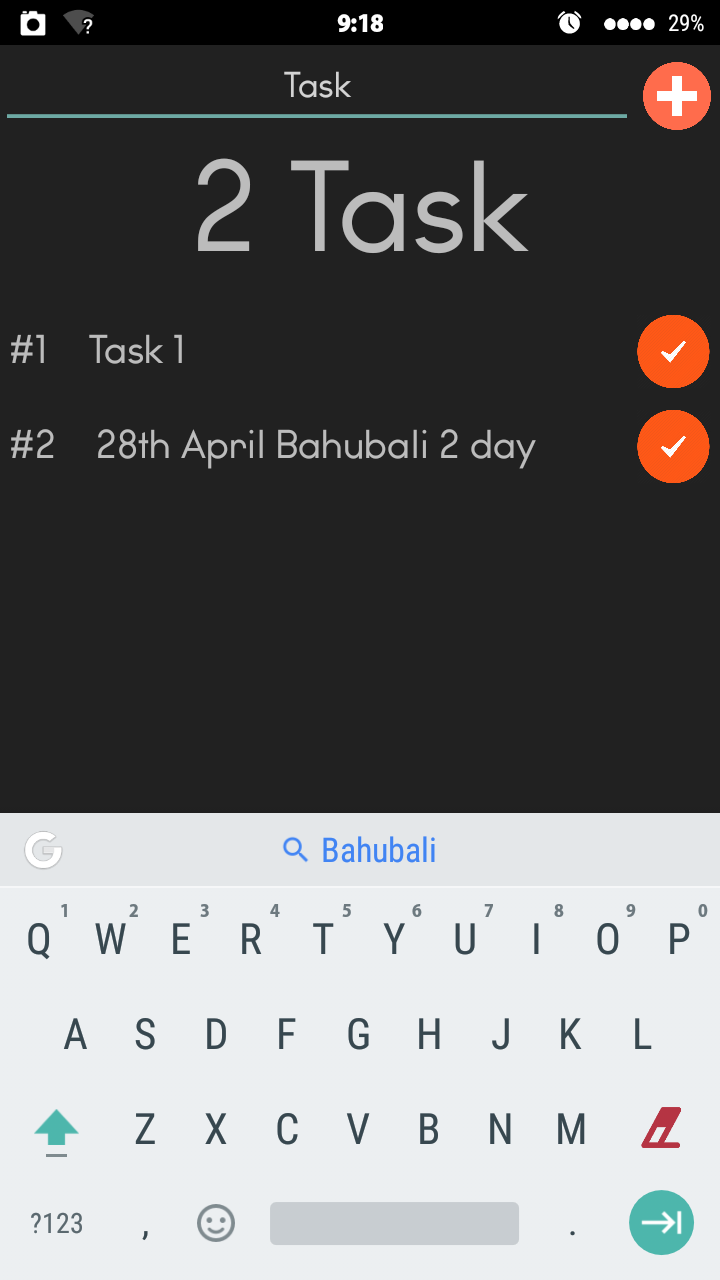 9:18 29%
Task
2 Task
#1 Task 1
#2 28th April Bahubali 2 day
G Bahubali
1 2 3 4 5 6 7 8 9 0
Q W E R T Y U I O P
A S D F G H J K L
Z X C V B N M
?123 , .